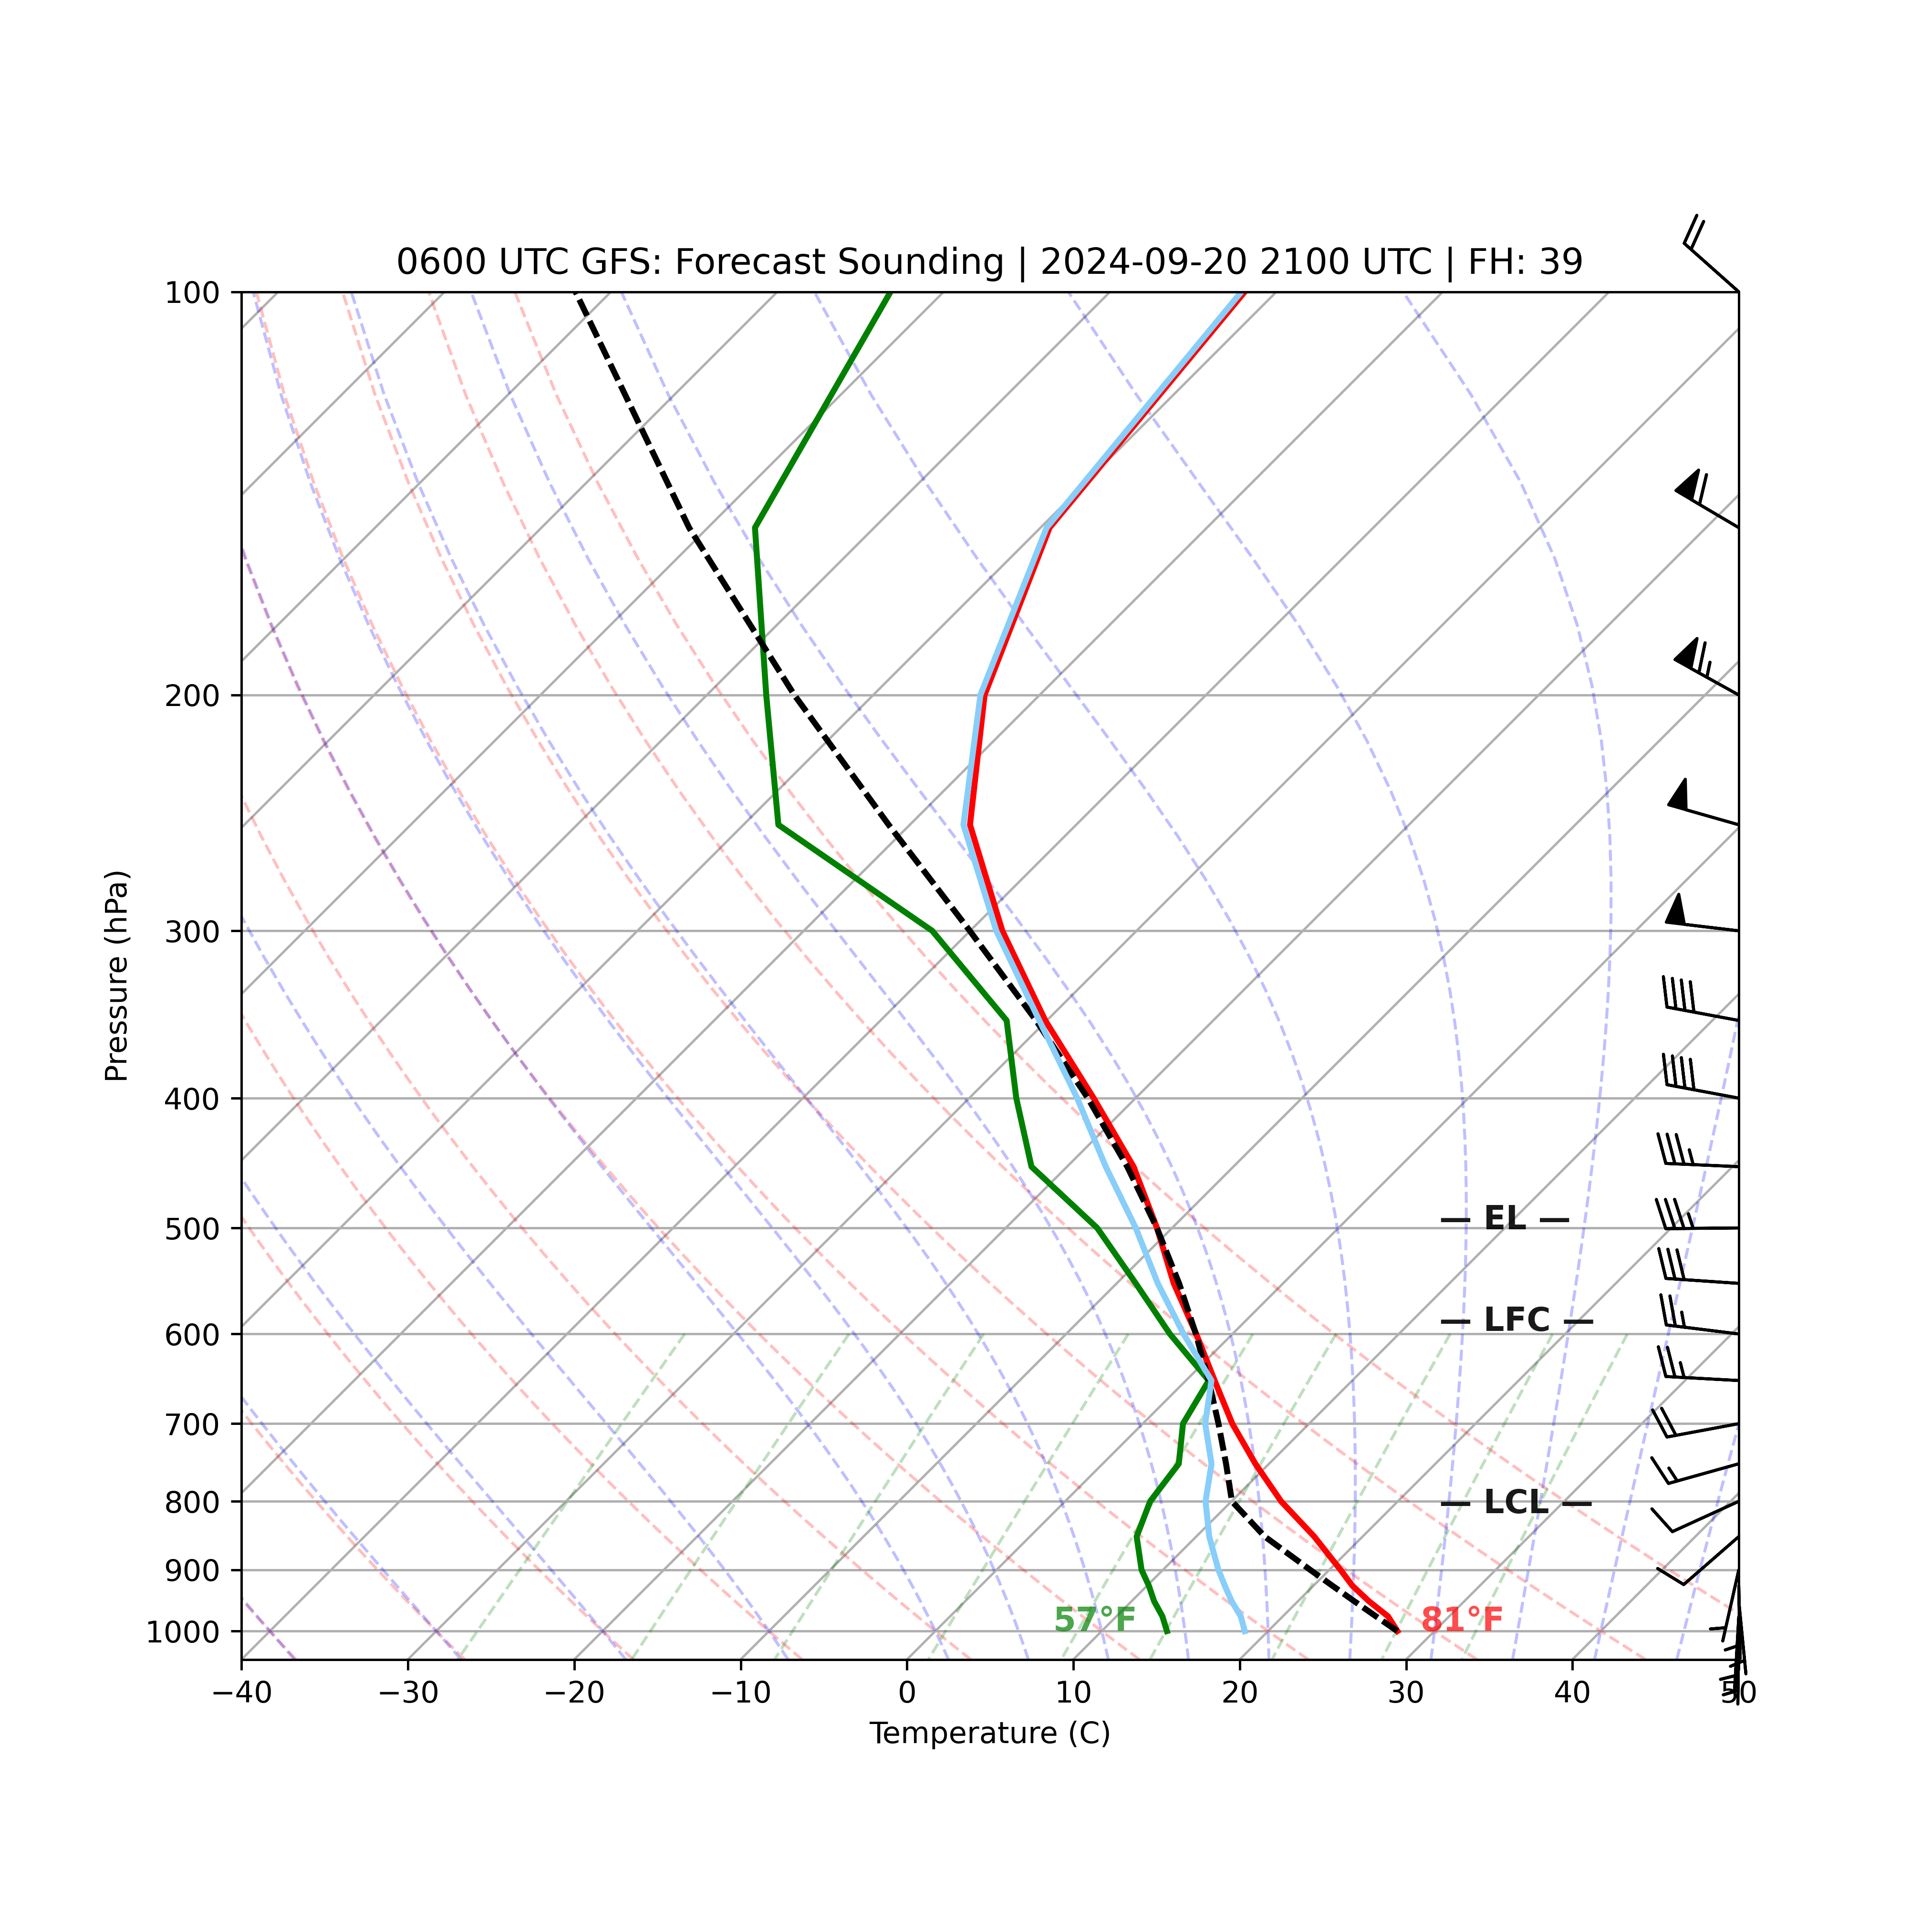 0600 UTC GFS: Forecast Sounding | 2024-09-20 2100 UTC | FH: 39
100
200
300
400
500
600
700
800
900
1000
Pressure (hPa)
— EL —
— LFC —
— LCL —
57°F
81°F
−40 −30 −20 −10 0 10 20 30 40 50
Temperature (C)